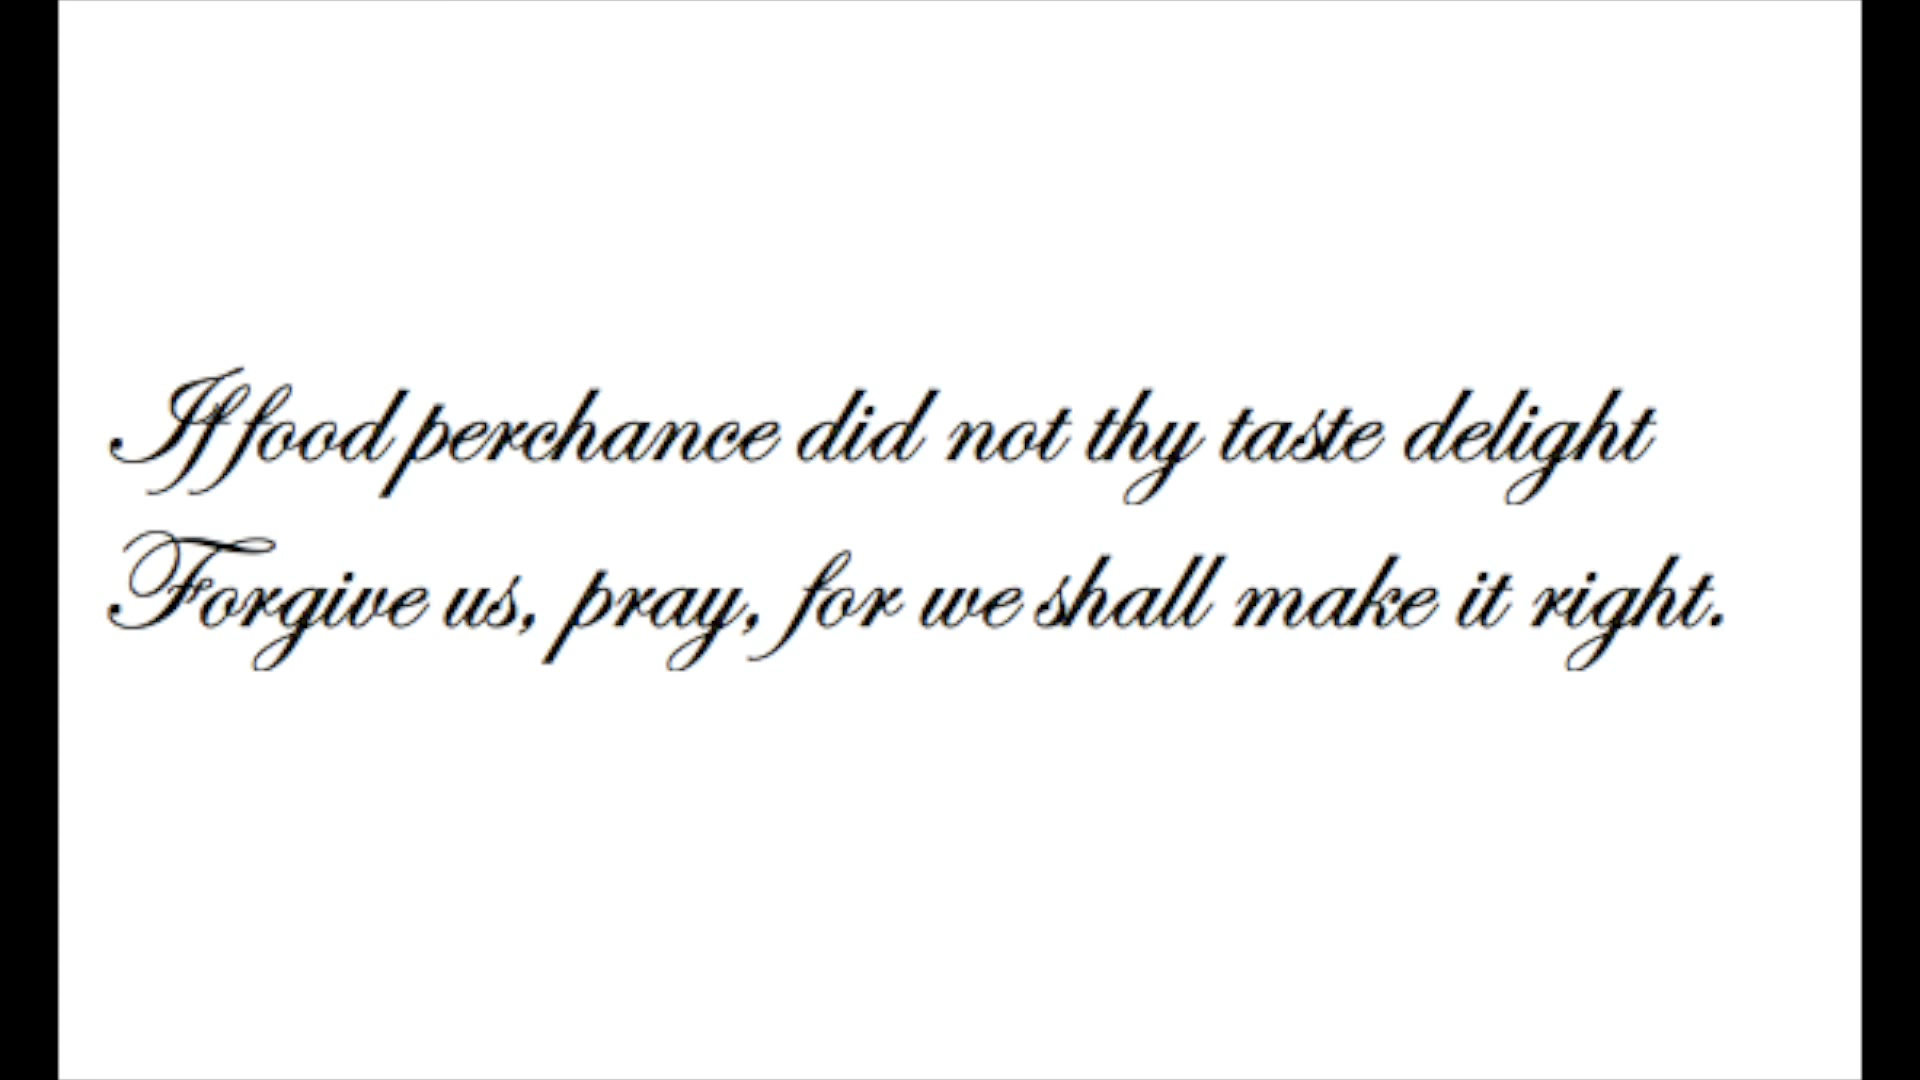 If food perchance did not thy taste delight
Forgive us, pray, for we shall make it right.